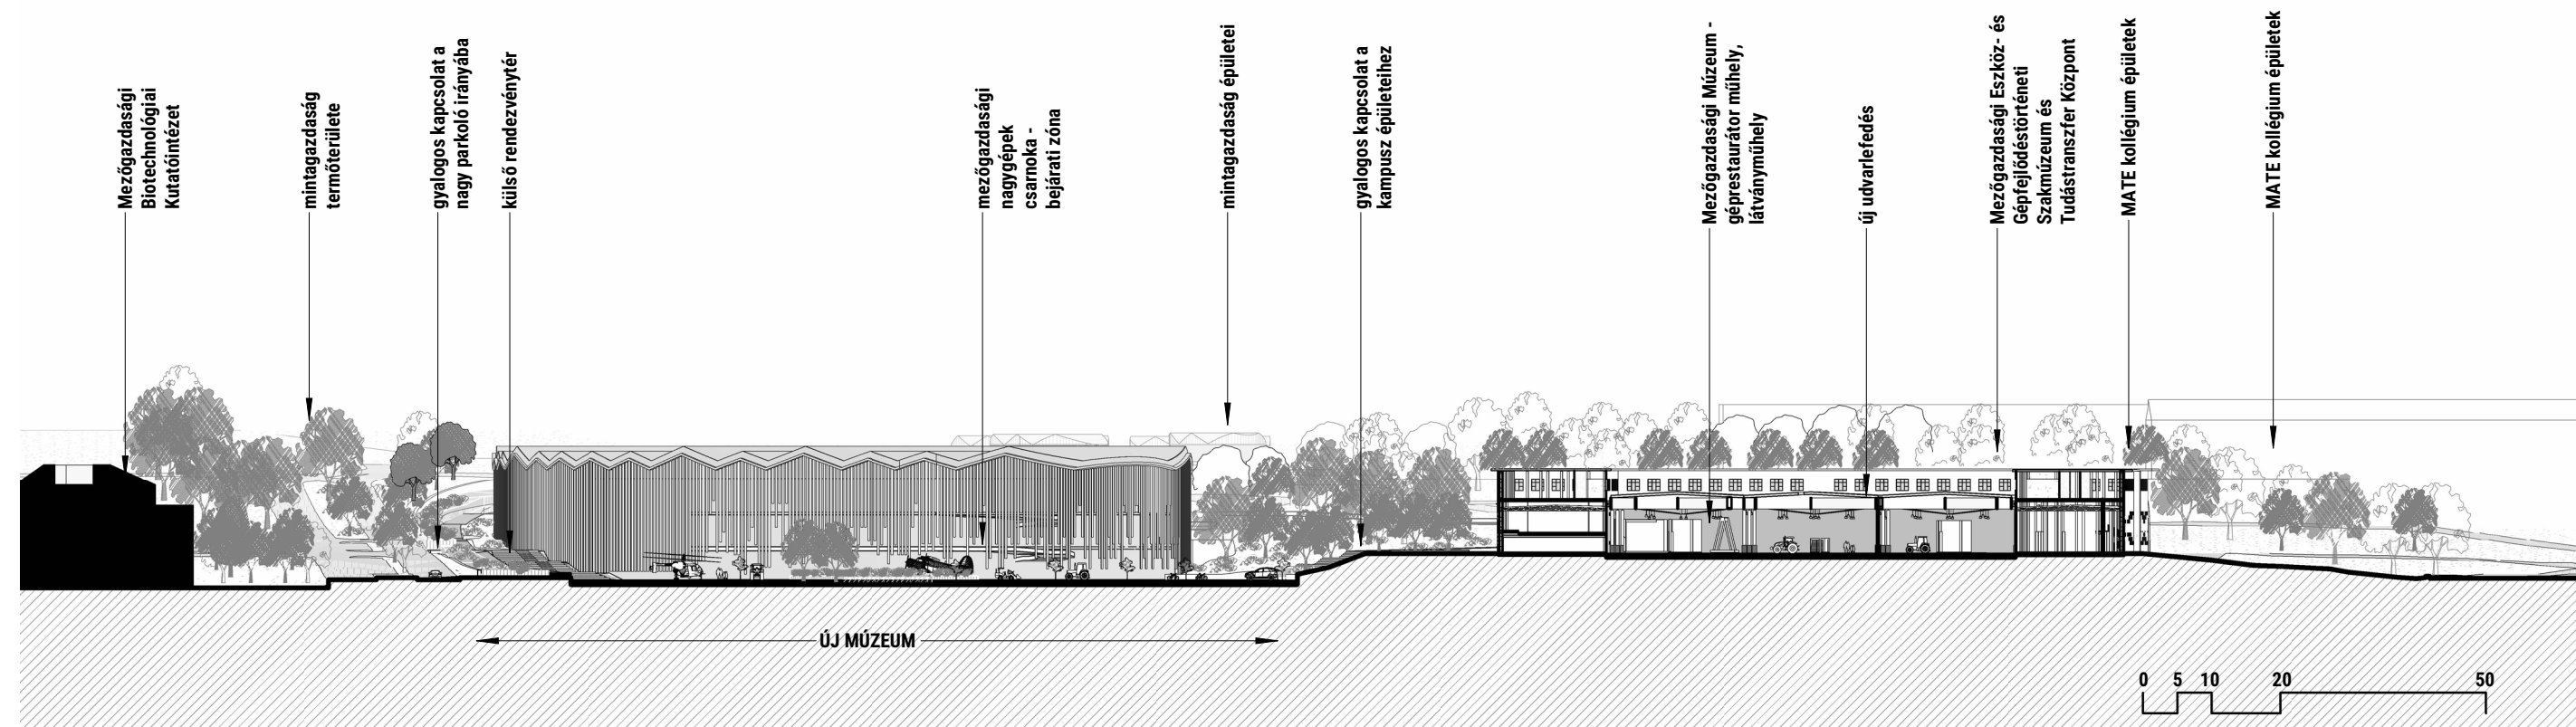 Mezőgazdasági
Biotechnológiai
Kutatóintézet
mintagazdaság
termőterülete
gyalogos kapcsolat a
nagy parkoló irányába
külső rendezvénytér
mezőgazdasági
nagygépek
csarnoka -
bejárati zóna
mintagazdaság épületei
gyalogos kapcsolat a
kampusz épületeihez
Mezőgazdasági Múzeum -
géprestaurátor műhely,
látványműhely
új udvarlefedés
Mezőgazdasági Eszköz- és
Gépfejlődéstörténeti
Szakmúzeum és
Tudástranszfer Központ
MATE kollégium épületek
MATE kollégium épületek
ÚJ MÚZEUM
0 5 10 20 50